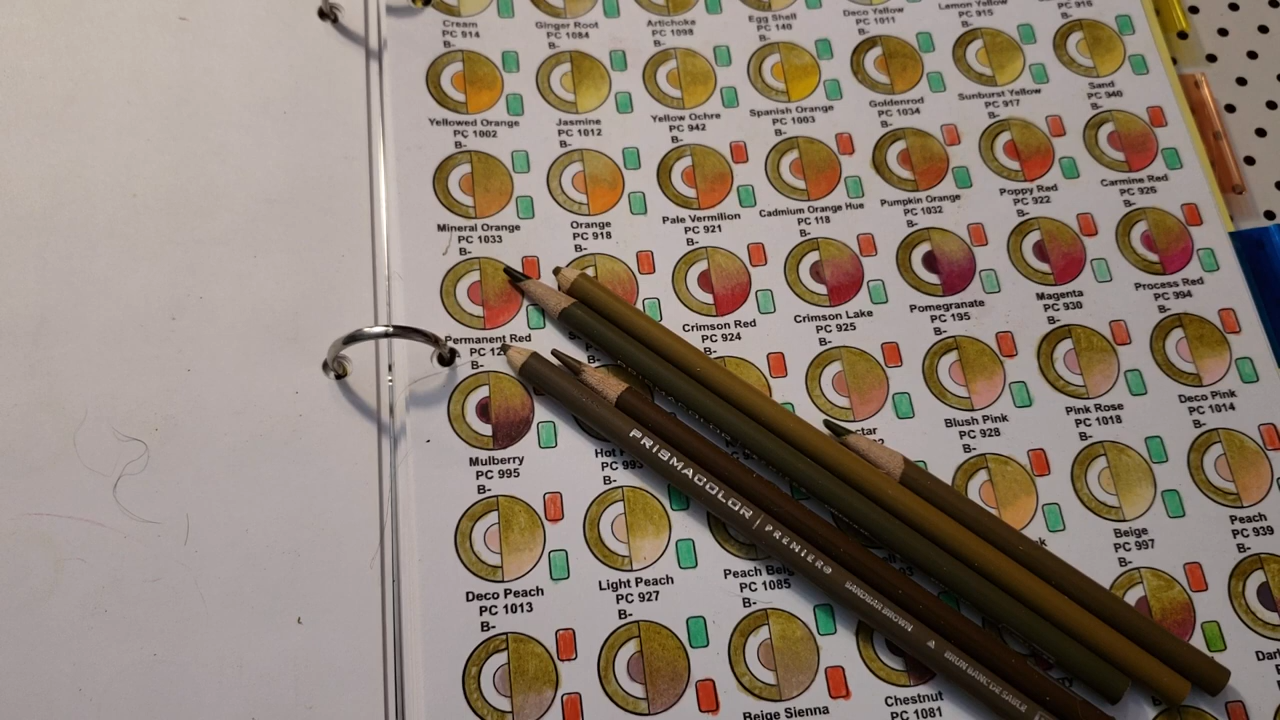 Cream
PC 914
B-
Ginger Root
PC 1084
B-
Artichoke
PC 1098
B-
Egg Shell
PC 140
B-
Deco Yellow
PC 1011
B-
Lemon Yellow
PC 915
B-
PC 916
B-
Yellowed Orange
PC 1002
B-
Jasmine
PC 1012
B-
Yellow Ochre
PC 942
B-
Spanish Orange
PC 1003
B-
Goldenrod
PC 1034
B-
Sunburst Yellow
PC 917
B-
Sand
PC 940
B-
Mineral Orange
PC 1033
B-
Orange
PC 918
B-
Pale Vermilion
PC 921
B-
Cadmium Orange Hue
PC 118
B-
Pumpkin Orange
PC 1032
B-
Poppy Red
PC 922
B-
Carmine Red
PC 926
B-
Permanent Red
PC
B-
Crimson Red
PC 924
B-
Crimson Lake
PC 925
B-
Pomegranate
PC 195
B-
Magenta
PC 930
B-
Process Red
PC 994
B-
Mulberry
PC 995
B-
Hot
PC 993
Blush Pink
PC 928
B-
Pink Rose
PC 1018
B-
Deco Pink
PC 1014
B-
Deco Peach
PC 1013
B-
Light Peach
PC 927
B-
Peach Beige
PC 1085
B-
Beige
PC 997
B-
Peach
PC 939
B-
Beige Sienna
Chestnut
PC 1081
PRISMACOLOR | PREMIER
SANDBAR BROWN
BRUN BANC DE SABLE